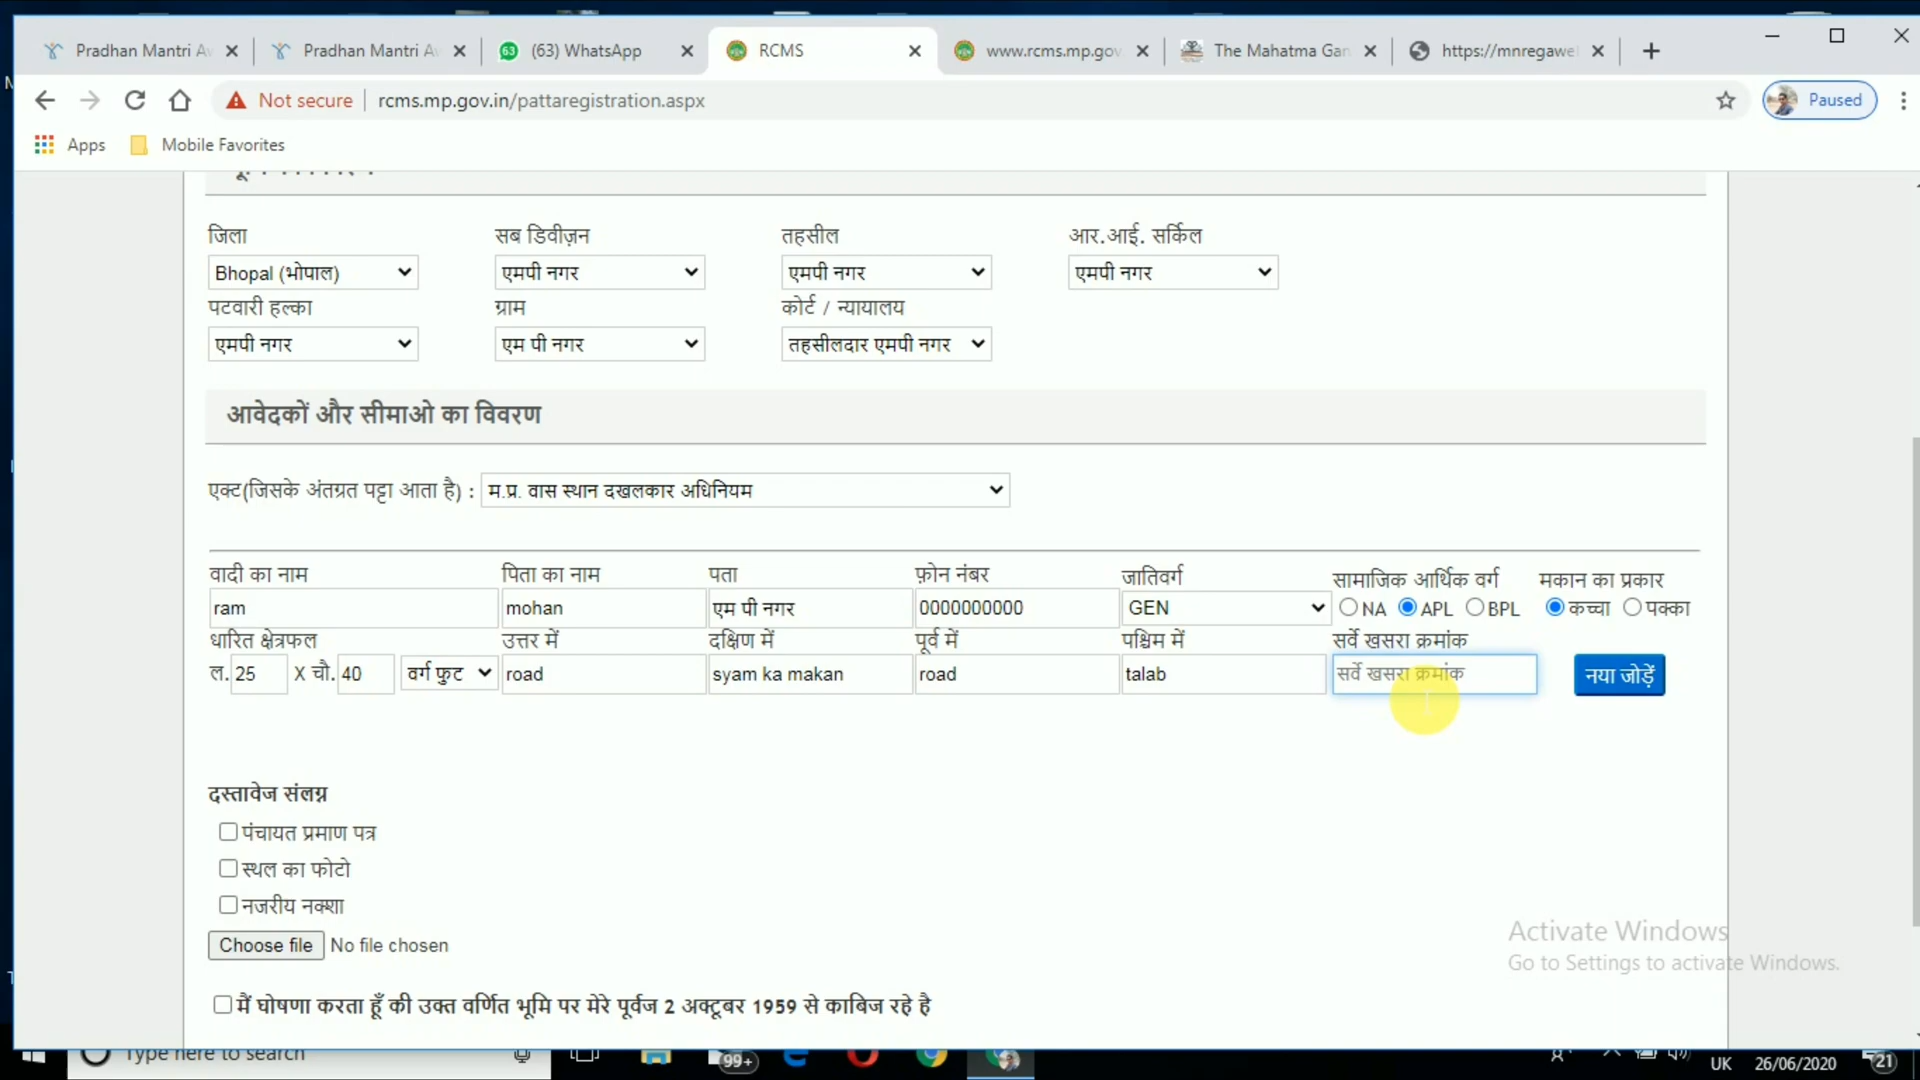 Pradhan Mantri A
Pradhan Mantri A
63
(63) WhatsApp
RCMS
www.rcms.mp.gov
The Mahatma Gan
https://mnregawe
Not secure
rcms.mp.gov.in/pattaregistration.aspx
Paused
Apps
Mobile Favorites
जिला
सब डिवीज़न
तहसील
आर.आई. सर्किल
Bhopal (भोपाल)
एमपी नगर
एमपी नगर
एमपी नगर
पटवारी हल्का
ग्राम
कोर्ट / न्यायालय
एमपी नगर
एम पी नगर
तहसीलदार एमपी नगर
आवेदकों और सीमाओ का विवरण
एक्ट(जिसके अंतग्रत पट्टा आता है) :
म.प्र. वास स्थान दखलकार अधिनियम
वादी का नाम
पिता का नाम
पता
फ़ोन नंबर
जातिवर्ग
सामाजिक आर्थिक वर्ग
मकान का प्रकार
ram
mohan
एम पी नगर
0000000000
GEN
NA APL BPL
कच्चा पक्का
धारित क्षेत्रफल
उत्तर में
दक्षिण में
पूर्व में
पश्चिम में
सर्वे खसरा क्रमांक
ल. 25 X चौ. 40
वर्ग फुट
road
syam ka makan
road
talab
सर्वे खसरा क्रमांक
नया जोड़ें
दस्तावेज संलग्न
पंचायत प्रमाण पत्र
स्थल का फोटो
नजरीय नक्शा
Choose file No file chosen
Activate Windows
Go to Settings to activate Windows.
मैं घोषणा करता हूँ की उक्त वर्णित भूमि पर मेरे पूर्वज 2 अक्टूबर 1959 से काबिज रहे है
Type here to search
99+
UK
26/06/2020
21